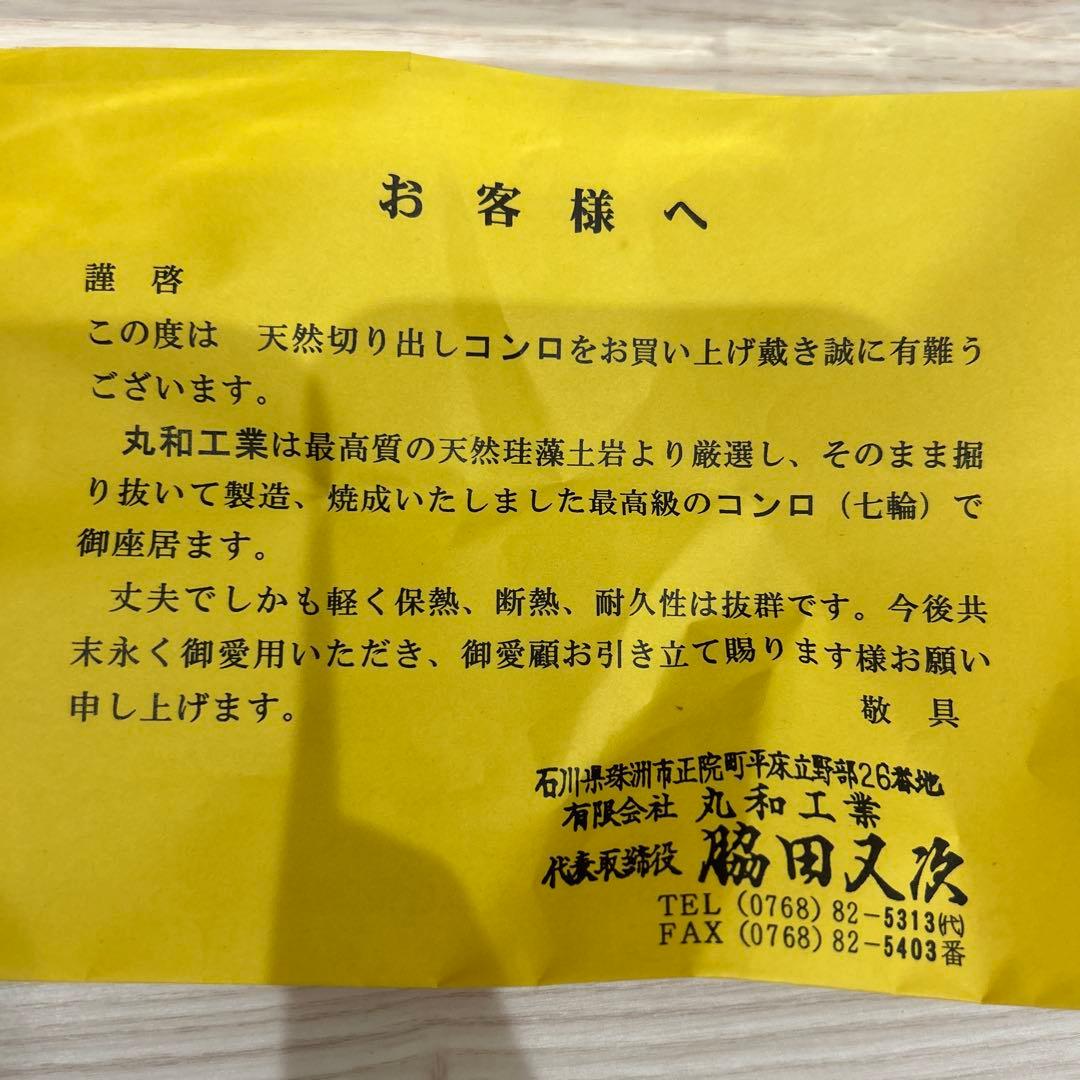 お客様へ
謹啓
この度は 天然切り出しコンロをお買い上げ戴き誠に有難う
ございます。
丸和工業は最高質の天然珪藻土岩より厳選し、そのまま掘
り抜いて製造、焼成いたしました最高級のコンロ（七輪）で
御座居ます。
丈夫でしかも軽く保熱、断熱、耐久性は抜群です。今後共
末永く御愛用いただき、御愛顧お引き立て賜ります様お願い
申し上げます。 敬具
石川県珠洲市正院町平床立野部26番地
有限会社 丸和工業
代表取締役 脇田又次
TEL (0768) 82-5313(代)
FAX (0768) 82-5403番